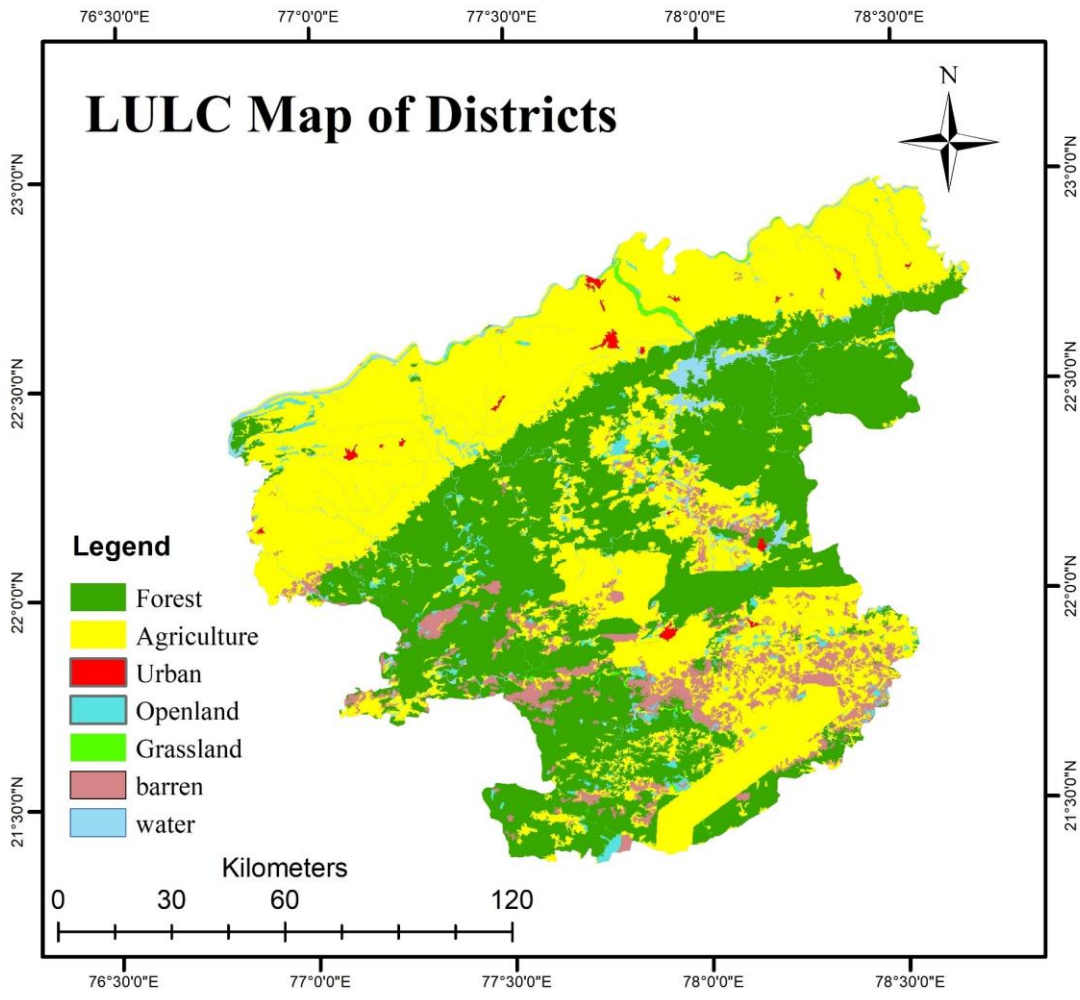 76°30'0"E 77°0'0"E 77°30'0"E 78°0'0"E 78°30'0"E
LULC Map of Districts
N
23°0'0"N 23°0'0"N
22°30'0"N 22°30'0"N
22°0'0"N 22°0'0"N
21°30'0"N 21°30'0"N
Legend
Forest
Agriculture
Urban
Openland
Grassland
barren
water
Kilometers
0 30 60 120
76°30'0"E 77°0'0"E 77°30'0"E 78°0'0"E 78°30'0"E